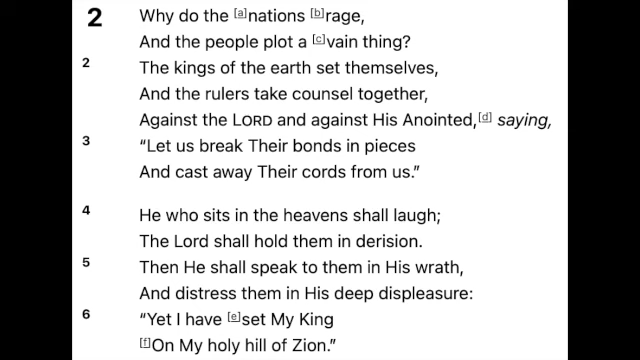 2 Why do the [a]nations [b]rage,
And the people plot a [c]vain thing?
2 The kings of the earth set themselves,
And the rulers take counsel together,
Against the LORD and against His Anointed,[d] saying,
3 “Let us break Their bonds in pieces
And cast away Their cords from us.”
4 He who sits in the heavens shall laugh;
The Lord shall hold them in derision.
5 Then He shall speak to them in His wrath,
And distress them in His deep displeasure:
6 “Yet I have [e]set My King
[f]On My holy hill of Zion.”